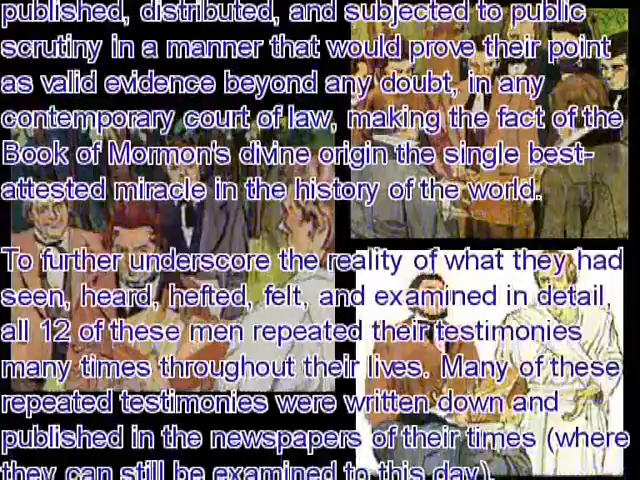 published, distributed, and subjected to public
scrutiny in a manner that would prove their point
as valid evidence beyond any doubt, in any
contemporary court of law, making the fact of the
Book of Mormon's divine origin the single best-
attested miracle in the history of the world.
To further underscore the reality of what they had
seen, heard, hefted, felt, and examined in detail,
all 12 of these men repeated their testimonies
many times throughout their lives. Many of these
repeated testimonies were written down and
published in the newspapers of their times (where
they can still be examined to this day).